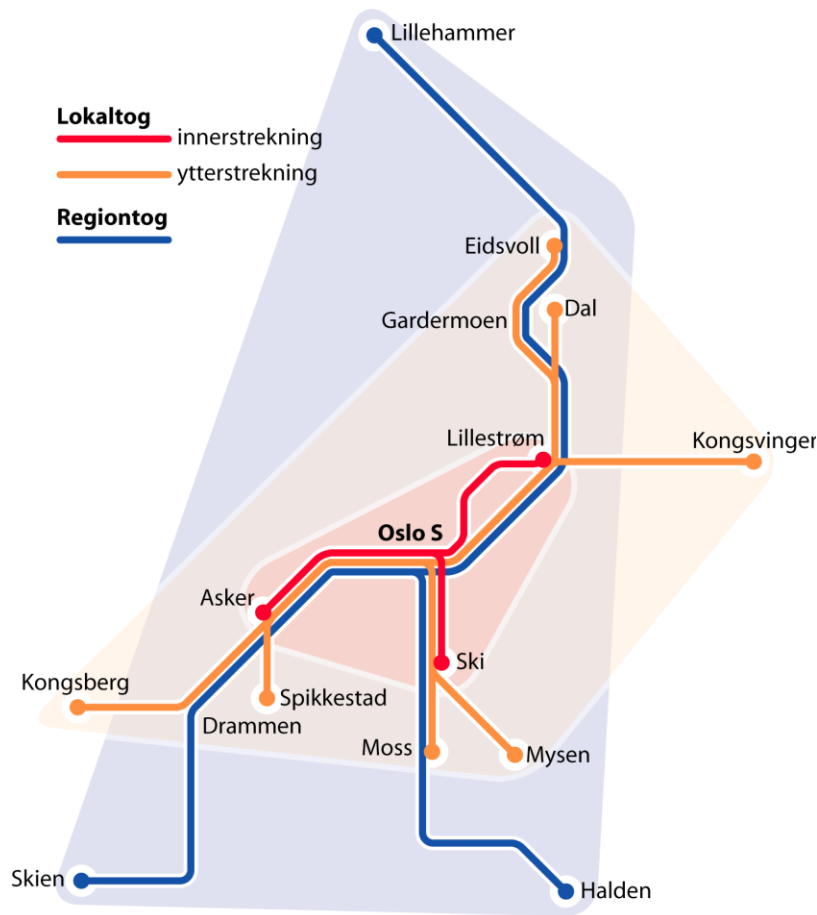 Lillehammer
Lokaltog
innerstrekning
ytterstrekning
Regiontog
Eidsvoll
Dal
Gardermoen
Lillestrøm
Kongsvinger
Oslo S
Asker
Ski
Kongsberg
Spikkestad
Drammen
Moss
Mysen
Skien
Halden